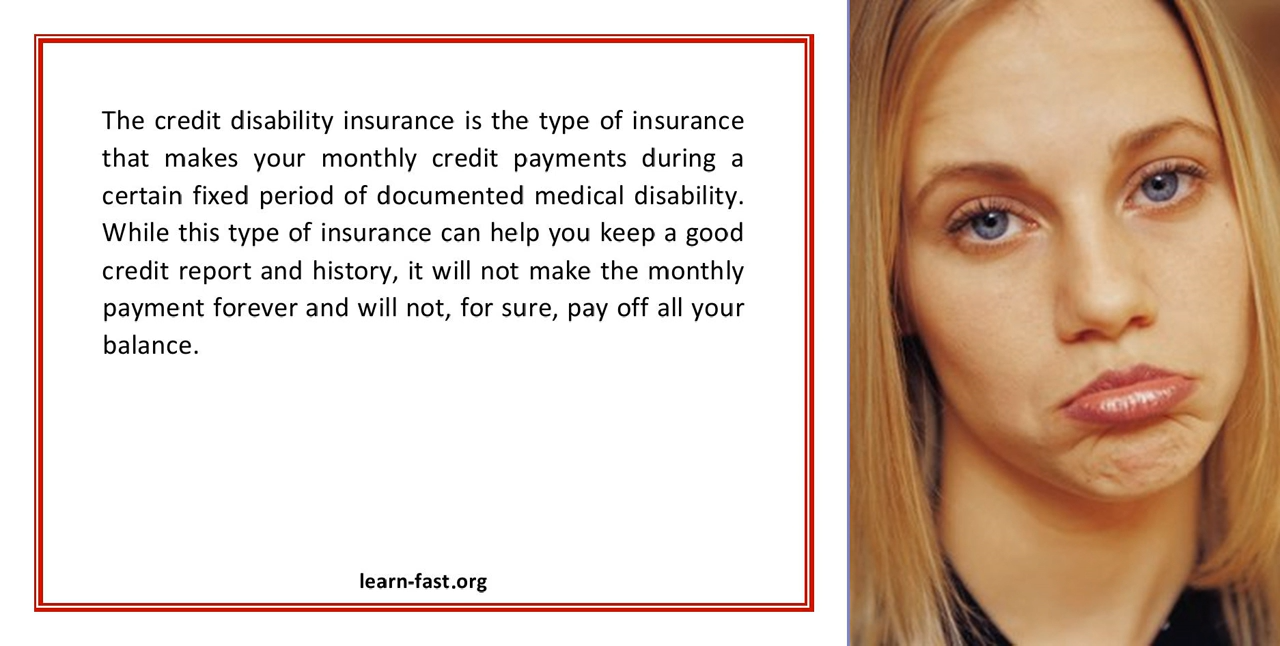 The credit disability insurance is the type of insurance
that makes your monthly credit payments during a
certain fixed period of documented medical disability.
While this type of insurance can help you keep a good
credit report and history, it will not make the monthly
payment forever and will not, for sure, pay off all your
balance.
learn-fast.org